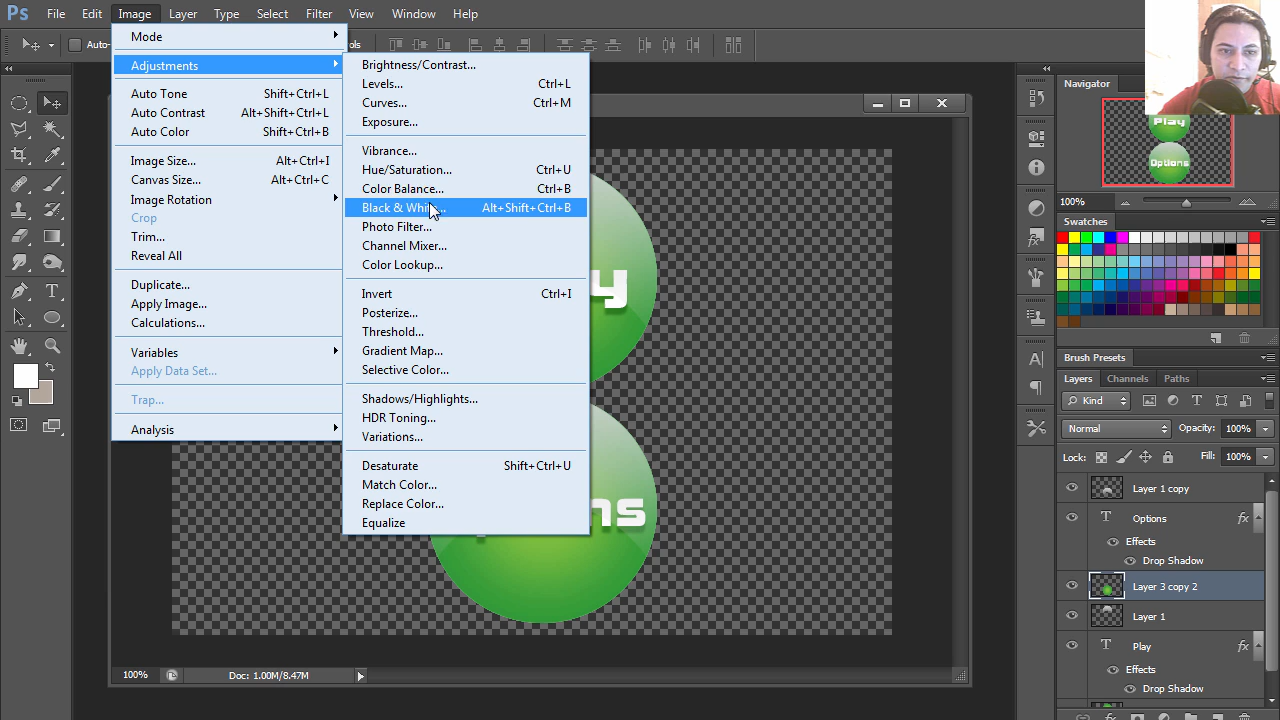 Ps File Edit Image Layer Type Select Filter View Window Help
Auto-
ols
Mode
Adjustments
Auto Tone Shift+Ctrl+L
Auto Contrast Alt+Shift+Ctrl+L
Auto Color Shift+Ctrl+B
Image Size... Alt+Ctrl+I
Canvas Size... Alt+Ctrl+C
Image Rotation
Crop
Trim...
Reveal All
Duplicate...
Apply Image...
Calculations...
Variables
Apply Data Set...
Trap...
Analysis
Brightness/Contrast...
Levels... Ctrl+L
Curves... Ctrl+M
Exposure...
Vibrance...
Hue/Saturation... Ctrl+U
Color Balance... Ctrl+B
Black & White... Alt+Shift+Ctrl+B
Photo Filter...
Channel Mixer...
Color Lookup...
Invert Ctrl+I
Posterize...
Threshold...
Gradient Map...
Selective Color...
Shadows/Highlights...
HDR Toning...
Variations...
Desaturate Shift+Ctrl+U
Match Color...
Replace Color...
Equalize
y
ns
100% Doc: 1.00M/8.47M
Navigator
Play
Options
100%
Swatches
Brush Presets
Layers Channels Paths
Kind
Normal Opacity: 100%
Lock: Fill: 100%
Layer 1 copy
Options fx
Effects
Drop Shadow
Layer 3 copy 2
Layer 1
Play fx
Effects
Drop Shadow